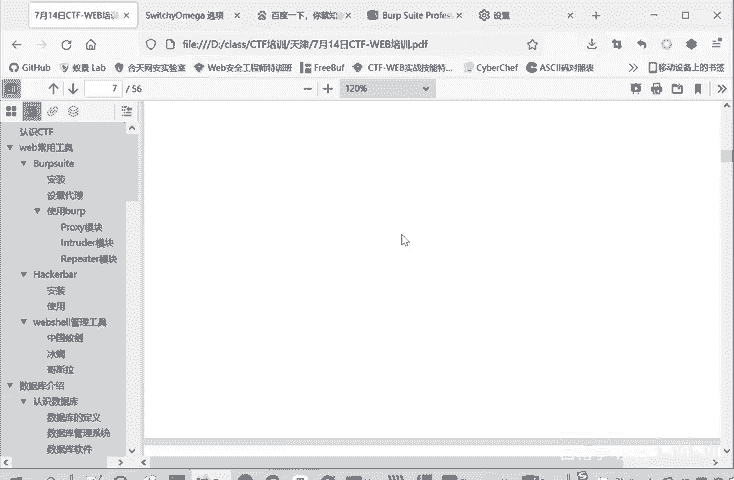 7月14日CTF-WEB培训 × SwitchyOmega 选项 × 百度一下，你就知 × Burp Suite Profes × 设置 ×
file:///D:/class/CTF培训/天津/7月14日CTF-WEB培训.pdf
GitHub 蚁景 Lab 合天网安实验室 Web安全工程师特训班 FreeBuf CTF-WEB实战技能特... CyberChef ASCII码对照表 移动设备上的书签
7 / 56 120%
认识CTF
web常用工具
Burpsuite
安装
设置代理
使用burp
Proxy模块
Intruder模块
Repeater模块
Hackerbar
安装
使用
webshell管理工具
中国蚁剑
冰蝎
哥斯拉
数据库介绍
认识数据库
数据库的定义
数据库管理系统
数据库软件